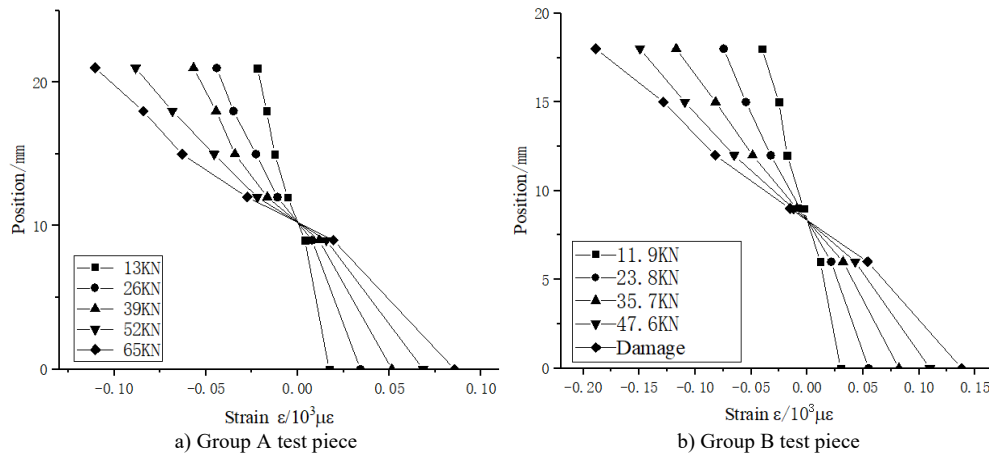 20
10
0
Position/mm
13KN
26KN
39KN
52KN
65KN
−0.10 −0.05 0.00 0.05 0.10
Strain ε/10³με
a) Group A test piece
20
15
10
5
0
Position/mm
11.9KN
23.8KN
35.7KN
47.6KN
Damage
−0.20 −0.15 −0.10 −0.05 0.00 0.05 0.10 0.15
Strain ε/10³με
b) Group B test piece